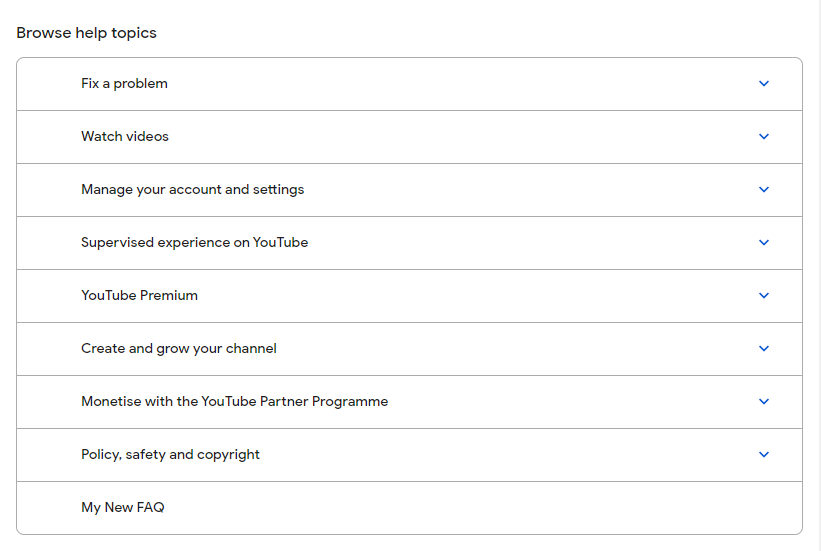 Browse help topics
Fix a problem
Watch videos
Manage your account and settings
Supervised experience on YouTube
YouTube Premium
Create and grow your channel
Monetise with the YouTube Partner Programme
Policy, safety and copyright
My New FAQ